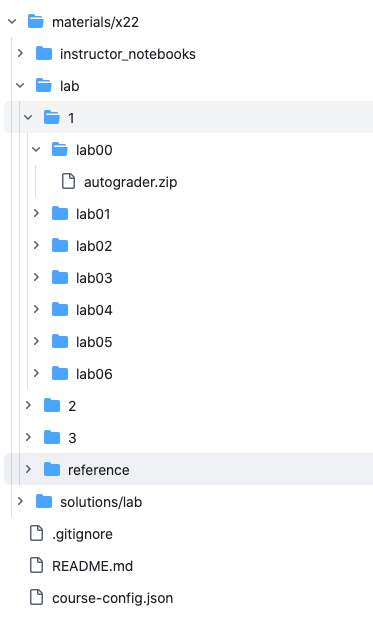 materials/x22
instructor_notebooks
lab
1
lab00
autograder.zip
lab01
lab02
lab03
lab04
lab05
lab06
2
3
reference
solutions/lab
.gitignore
README.md
course-config.json